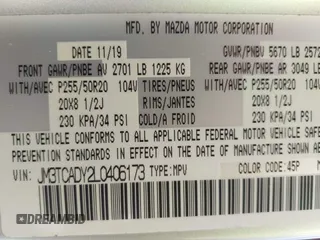 MFD. BY MAZDA MOTOR CORPORATION
DATE 11/19 GVWR/PNBV 5670 LB 2572
FRONT GAWR/PNBE AV 2701 LB 1225 KG REAR GAWR/PNBE AR 3049 LB
WITH/AVEC P255/50R20 104V TIRES/PNEUS WITH/AVEC P255/50R20 104V
20X8 1/2J RIMS/JANTES 20X8 1/2J
230 KPA/34 PSI COLD/A FROID 230 KPA/34 PSI
THIS VEHICLE CONFORMS TO ALL APPLICABLE FEDERAL MOTOR VEHICLE
PREVENTION STANDARDS IN EFFECT ON THE DATE OF MANUFACTURE SHOWN AB
VIN: JM3TCADY2L0406173 TYPE:MPV COLOR CODE:45P
DREAMBID